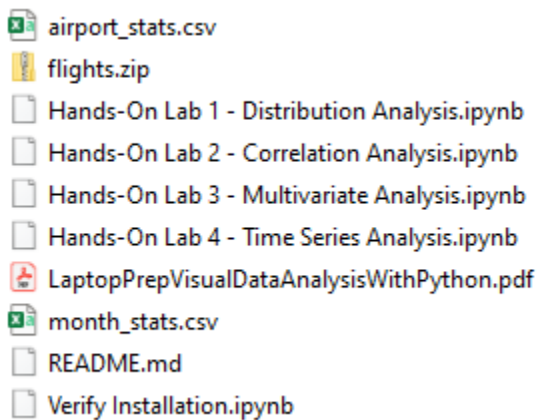 airport_stats.csv
flights.zip
Hands-On Lab 1 - Distribution Analysis.ipynb
Hands-On Lab 2 - Correlation Analysis.ipynb
Hands-On Lab 3 - Multivariate Analysis.ipynb
Hands-On Lab 4 - Time Series Analysis.ipynb
LaptopPrepVisualDataAnalysisWithPython.pdf
month_stats.csv
README.md
Verify Installation.ipynb